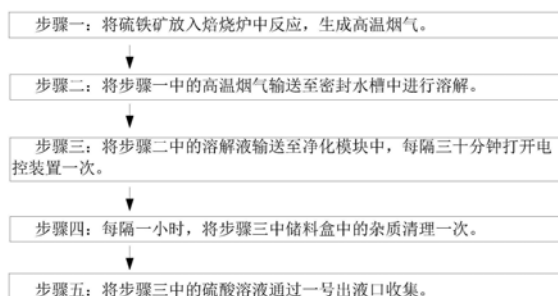 步骤一：将硫铁矿放入焙烧炉中反应，生成高温烟气。
步骤二：将步骤一中的高温烟气输送至密封水槽中进行溶解。
步骤三：将步骤二中的溶解液输送至净化模块中，每隔三十分钟打开电
控装置一次。
步骤四：每隔一小时，将步骤三中储料盒中的杂质清理一次。
步骤五：将步骤三中的硫酸溶液通过一号出液口收集。